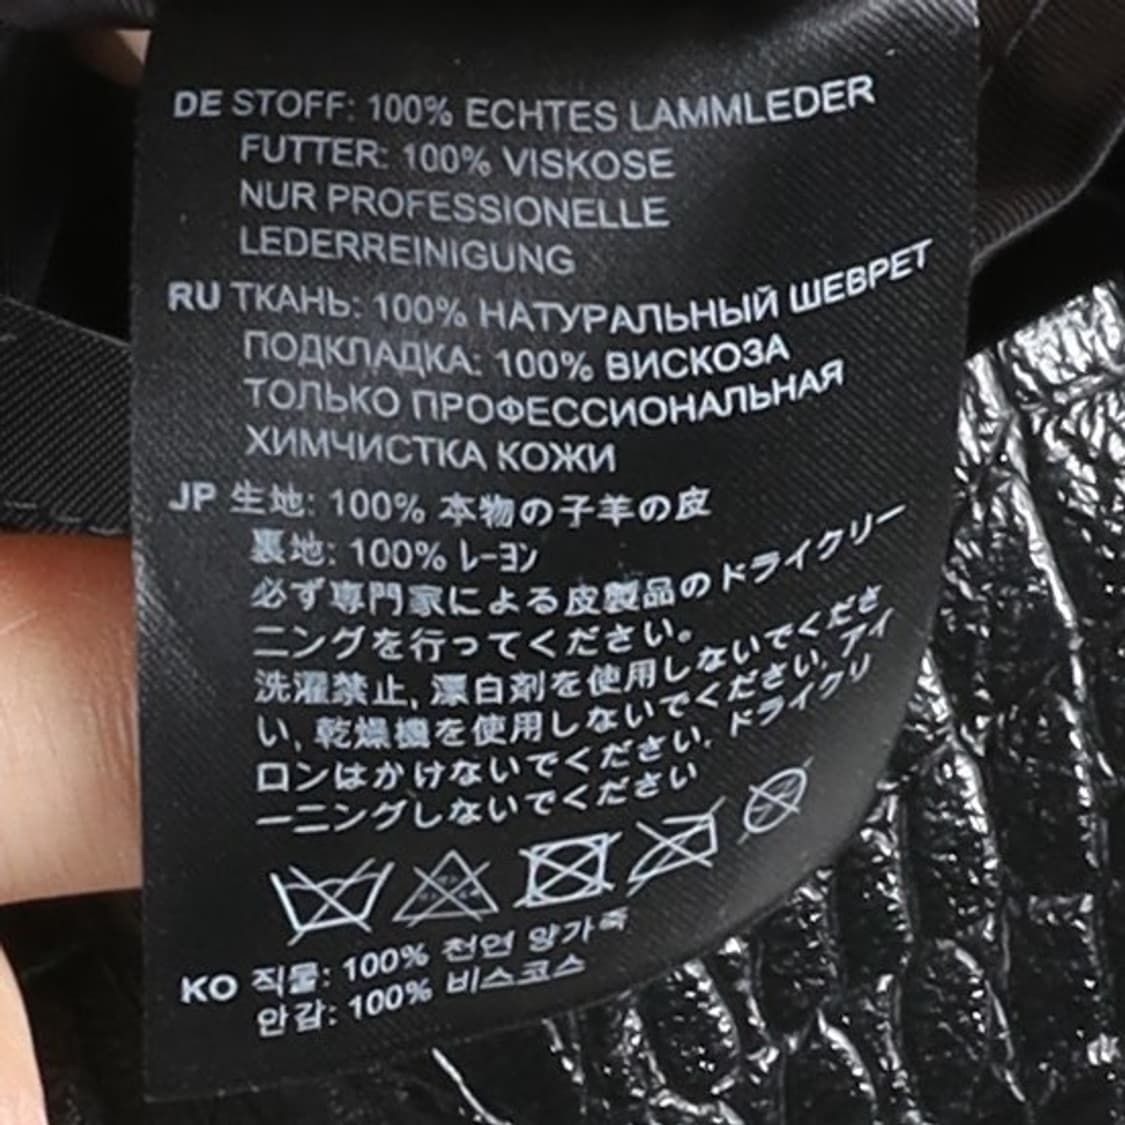 DE STOFF: 100% ECHTES LAMMLEDER
FUTTER: 100% VISKOSE
NUR PROFESSIONELLE
LEDERREINIGUNG
RU ТКАНЬ: 100% НАТУРАЛЬНЫЙ ШЕВРЕТ
ПОДКЛАДКА: 100% ВИСКОЗА
ТОЛЬКО ПРОФЕССИОНАЛЬНАЯ
ХИМЧИСТКА КОЖИ
JP 生地: 100% 本物の子羊の皮
裏地: 100% レーヨン
必ず専門家による皮製品のドライクリー
ニングを行ってください。
洗濯禁止, 漂白剤を使用しないでくださ
い, 乾燥機を使用しないでください, アイ
ロンはかけないでください, ドライクリ
ーニングしないでください
KO 직물: 100% 천연 양가죽
안감: 100% 비스코스